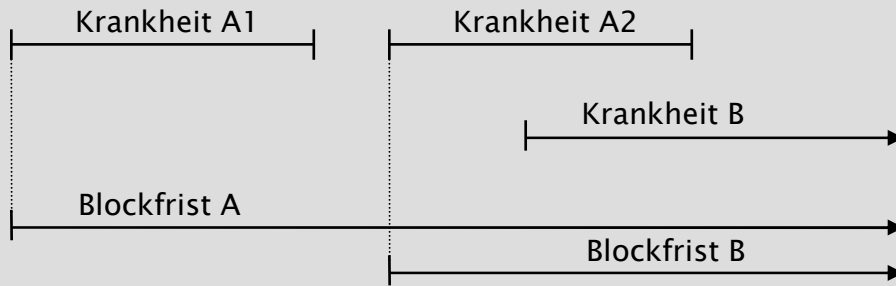 Krankheit A1
Krankheit A2
Krankheit B
Blockfrist A
Blockfrist B